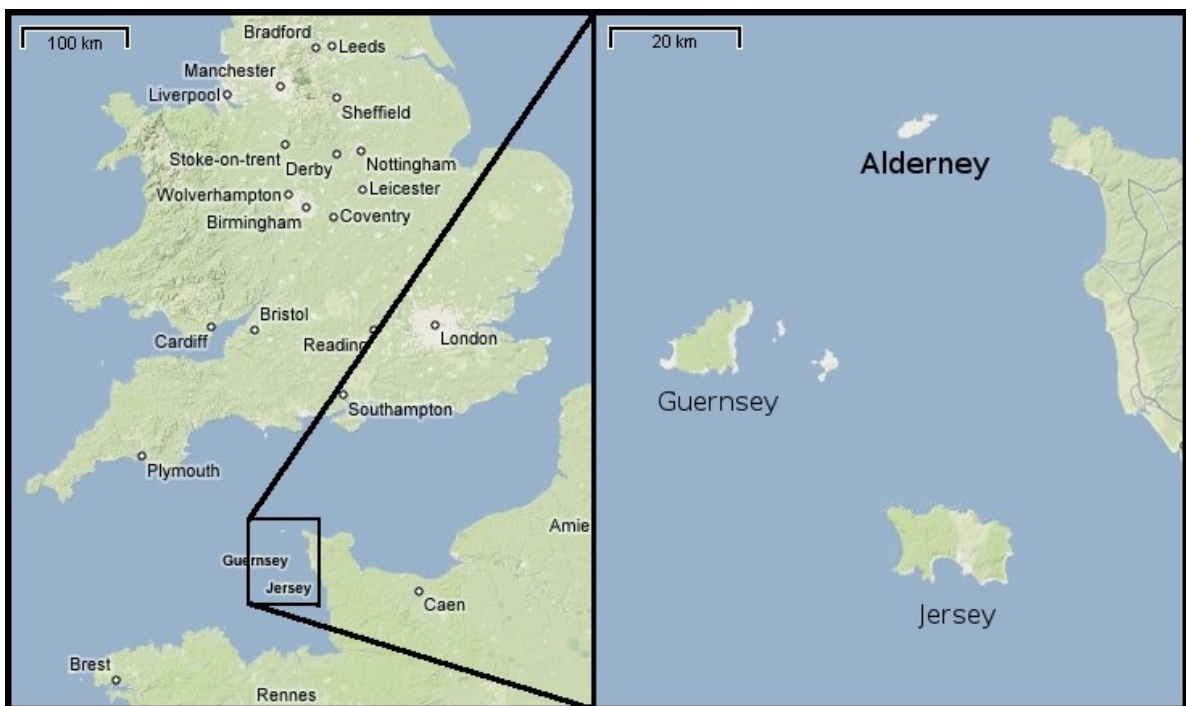 100 km
Bradford
Leeds
Manchester
Liverpool
Sheffield
Stoke-on-trent
Derby
Nottingham
Wolverhampton
Leicester
Birmingham
Coventry
Bristol
Cardiff
Reading
London
Southampton
Plymouth
Amie
Guernsey
Jersey
Caen
Brest
Rennes
20 km
Alderney
Guernsey
Jersey